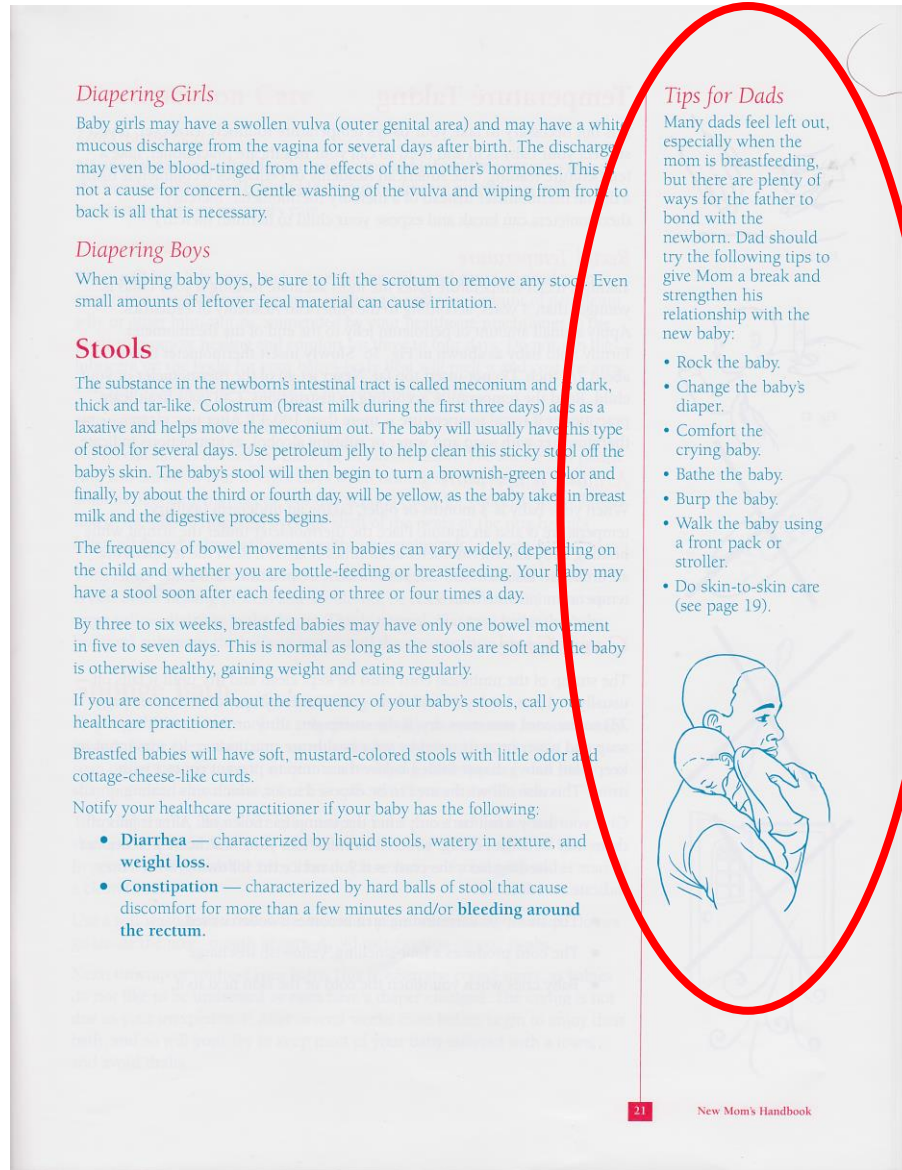 Diapering Girls
Baby girls may have a swollen vulva (outer genital area) and may have a white
mucous discharge from the vagina for several days after birth. The discharge
may even be blood-tinged from the effects of the mother's hormones. This is
not a cause for concern. Gentle washing of the vulva and wiping from front to
back is all that is necessary.
Diapering Boys
When wiping baby boys, be sure to lift the scrotum to remove any stool. Even
small amounts of leftover fecal material can cause irritation.
Stools
The substance in the newborn's intestinal tract is called meconium and is dark,
thick and tar-like. Colostrum (breast milk during the first three days) acts as a
laxative and helps move the meconium out. The baby will usually have this type
of stool for several days. Use petroleum jelly to help clean this sticky stool off the
baby's skin. The baby's stool will then begin to turn a brownish-green color and
finally, by about the third or fourth day, will be yellow, as the baby takes in breast
milk and the digestive process begins.
The frequency of bowel movements in babies can vary widely, depending on
the child and whether you are bottle-feeding or breastfeeding. Your baby may
have a stool soon after each feeding or three or four times a day.
By three to six weeks, breastfed babies may have only one bowel movement
in five to seven days. This is normal as long as the stools are soft and the baby
is otherwise healthy, gaining weight and eating regularly.
If you are concerned about the frequency of your baby's stools, call your
healthcare practitioner.
Breastfed babies will have soft, mustard-colored stools with little odor and
cottage-cheese-like curds.
Notify your healthcare practitioner if your baby has the following:
• Diarrhea — characterized by liquid stools, watery in texture, and
weight loss.
• Constipation — characterized by hard balls of stool that cause
discomfort for more than a few minutes and/or bleeding around
the rectum.
Tips for Dads
Many dads feel left out,
especially when the
mom is breastfeeding,
but there are plenty of
ways for the father to
bond with the
newborn. Dad should
try the following tips to
give Mom a break and
strengthen his
relationship with the
new baby:
• Rock the baby.
• Change the baby's
diaper.
• Comfort the
crying baby.
• Bathe the baby.
• Burp the baby.
• Walk the baby using
a front pack or
stroller.
• Do skin-to-skin care
(see page 19).
21 New Mom's Handbook